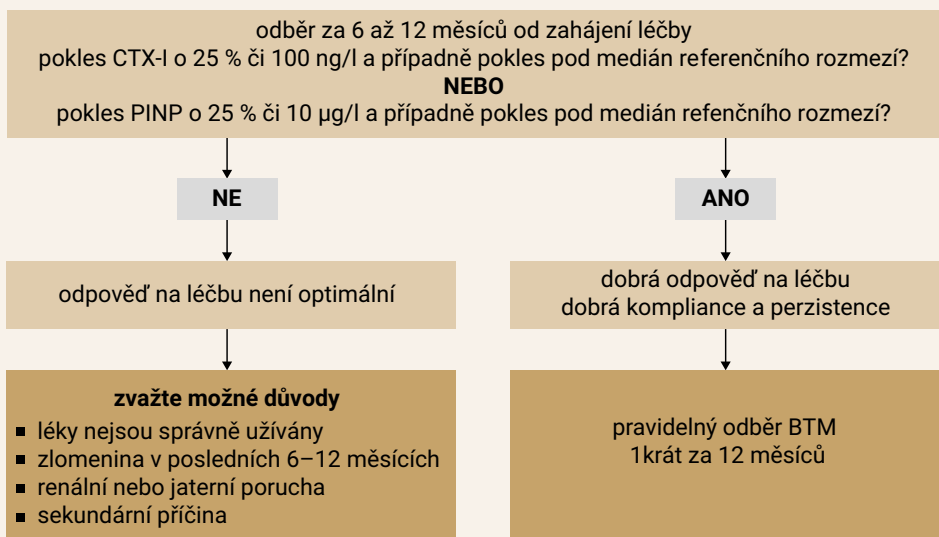 odběr za 6 až 12 měsíců od zahájení léčby
pokles CTX-I o 25 % či 100 ng/l a případně pokles pod medián referenčního rozmezí?
NEBO
pokles PINP o 25 % či 10 µg/l a případně pokles pod medián refenčního rozmezí?
NE
ANO
odpověď na léčbu není optimální
dobrá odpověď na léčbu
dobrá kompliance a perzistence
zvažte možné důvody
▪ léky nejsou správně užívány
▪ zlomenina v posledních 6–12 měsících
▪ renální nebo jaterní porucha
▪ sekundární příčina
pravidelný odběr BTM
1krát za 12 měsíců